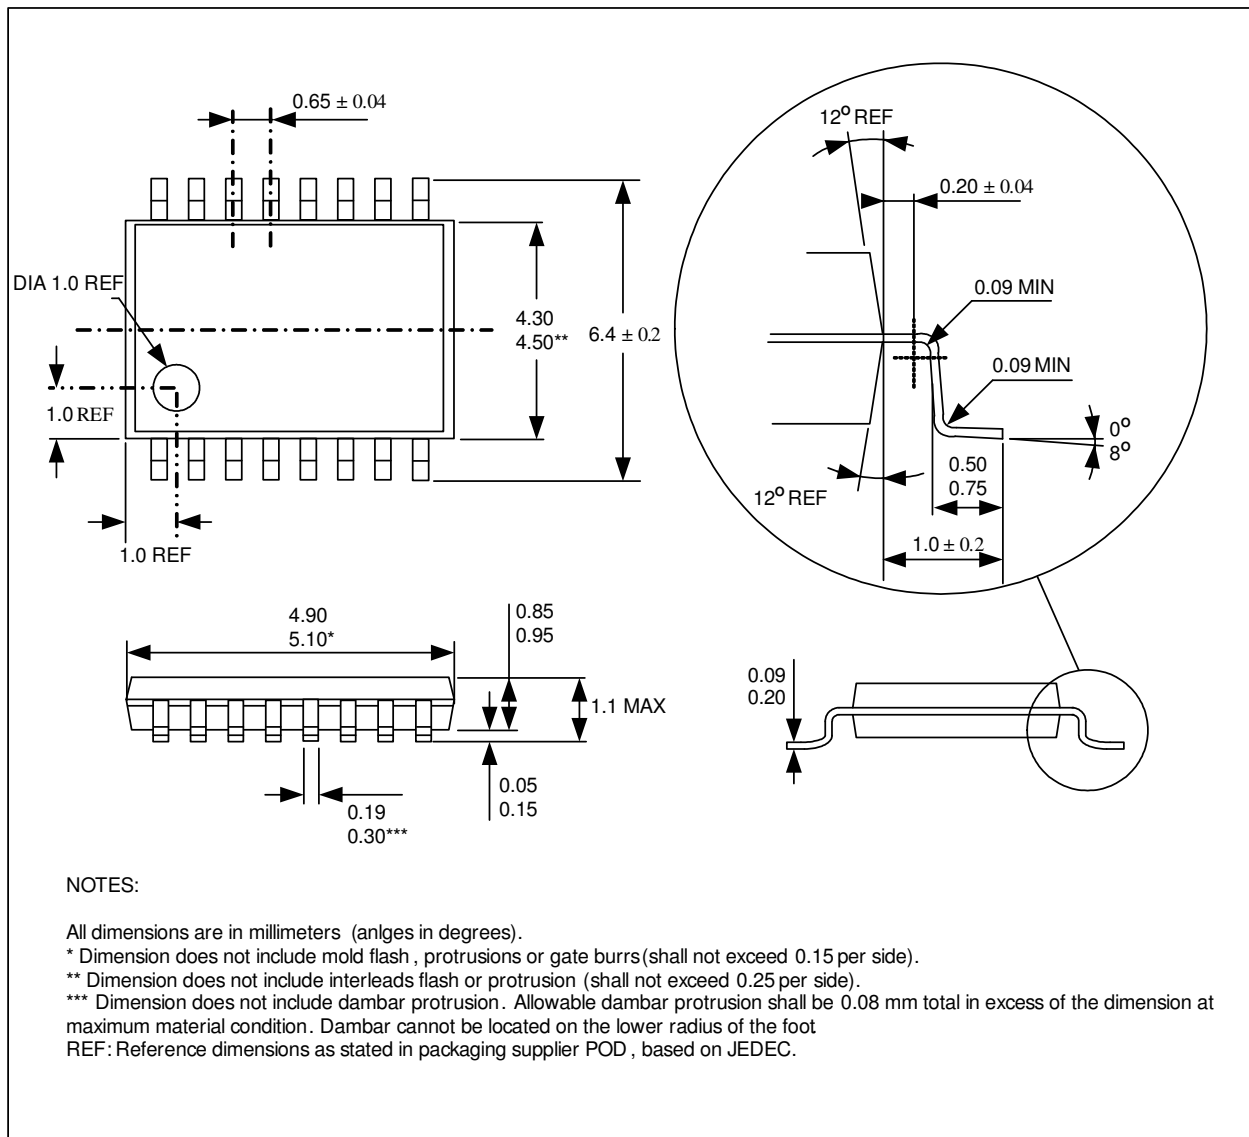 0.65 ± 0.04
12° REF
0.20 ± 0.04
DIA 1.0 REF
0.09 MIN
4.30
4.50**
6.4 ± 0.2
0.09 MIN
1.0 REF
0°
8°
0.50
0.75
12° REF
1.0 REF
1.0 ± 0.2
4.90
5.10*
0.85
0.95
1.1 MAX
0.09
0.20
0.05
0.15
0.19
0.30***
NOTES:
All dimensions are in millimeters (anlges in degrees).
* Dimension does not include mold flash, protrusions or gate burrs (shall not exceed 0.15 per side).
** Dimension does not include interleads flash or protrusion (shall not exceed 0.25 per side).
*** Dimension does not include dambar protrusion. Allowable dambar protrusion shall be 0.08 mm total in excess of the dimension at
maximum material condition. Dambar cannot be located on the lower radius of the foot
REF: Reference dimensions as stated in packaging supplier POD, based on JEDEC.